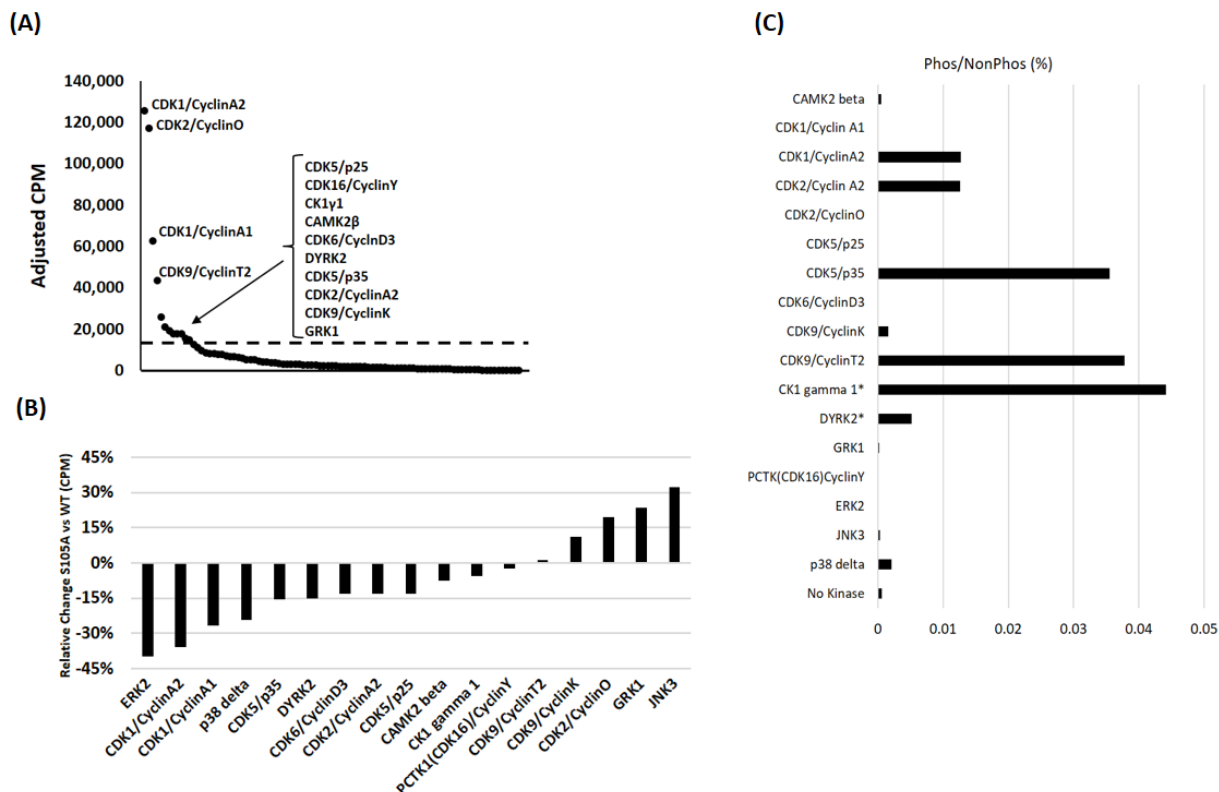 (A)
140,000
120,000
100,000
80,000
60,000
40,000
20,000
0
Adjusted CPM
CDK1/CyclinA2
CDK2/CyclinO
CDK1/CyclinA1
CDK9/CyclinT2
CDK5/p25
CDK16/CyclinY
CK1γ1
CAMK2β
CDK6/CyclnD3
DYRK2
CDK5/p35
CDK2/CyclinA2
CDK9/CyclinK
GRK1
(B)
45%
30%
15%
0%
-15%
-30%
-45%
Relative Change S105A vs WT (CPM)
ERK2
CDK1/CyclinA2
CDK1/CyclinA1
p38 delta
CDK5/p35
DYRK2
CDK6/CyclinD3
CDK2/CyclinA2
CDK5/p25
CAMK2 beta
CK1 gamma 1
PCTK1(CDK16)/CyclinY
CDK9/CyclinT2
CDK9/CyclinK
CDK2/CyclinO
GRK1
JNK3
(C)
Phos/NonPhos (%)
CAMK2 beta
CDK1/Cyclin A1
CDK1/CyclinA2
CDK2/Cyclin A2
CDK2/CyclinO
CDK5/p25
CDK5/p35
CDK6/CyclinD3
CDK9/CyclinK
CDK9/CyclinT2
CK1 gamma 1*
DYRK2*
GRK1
PCTK(CDK16)CyclinY
ERK2
JNK3
p38 delta
No Kinase
0 0.01 0.02 0.03 0.04 0.05